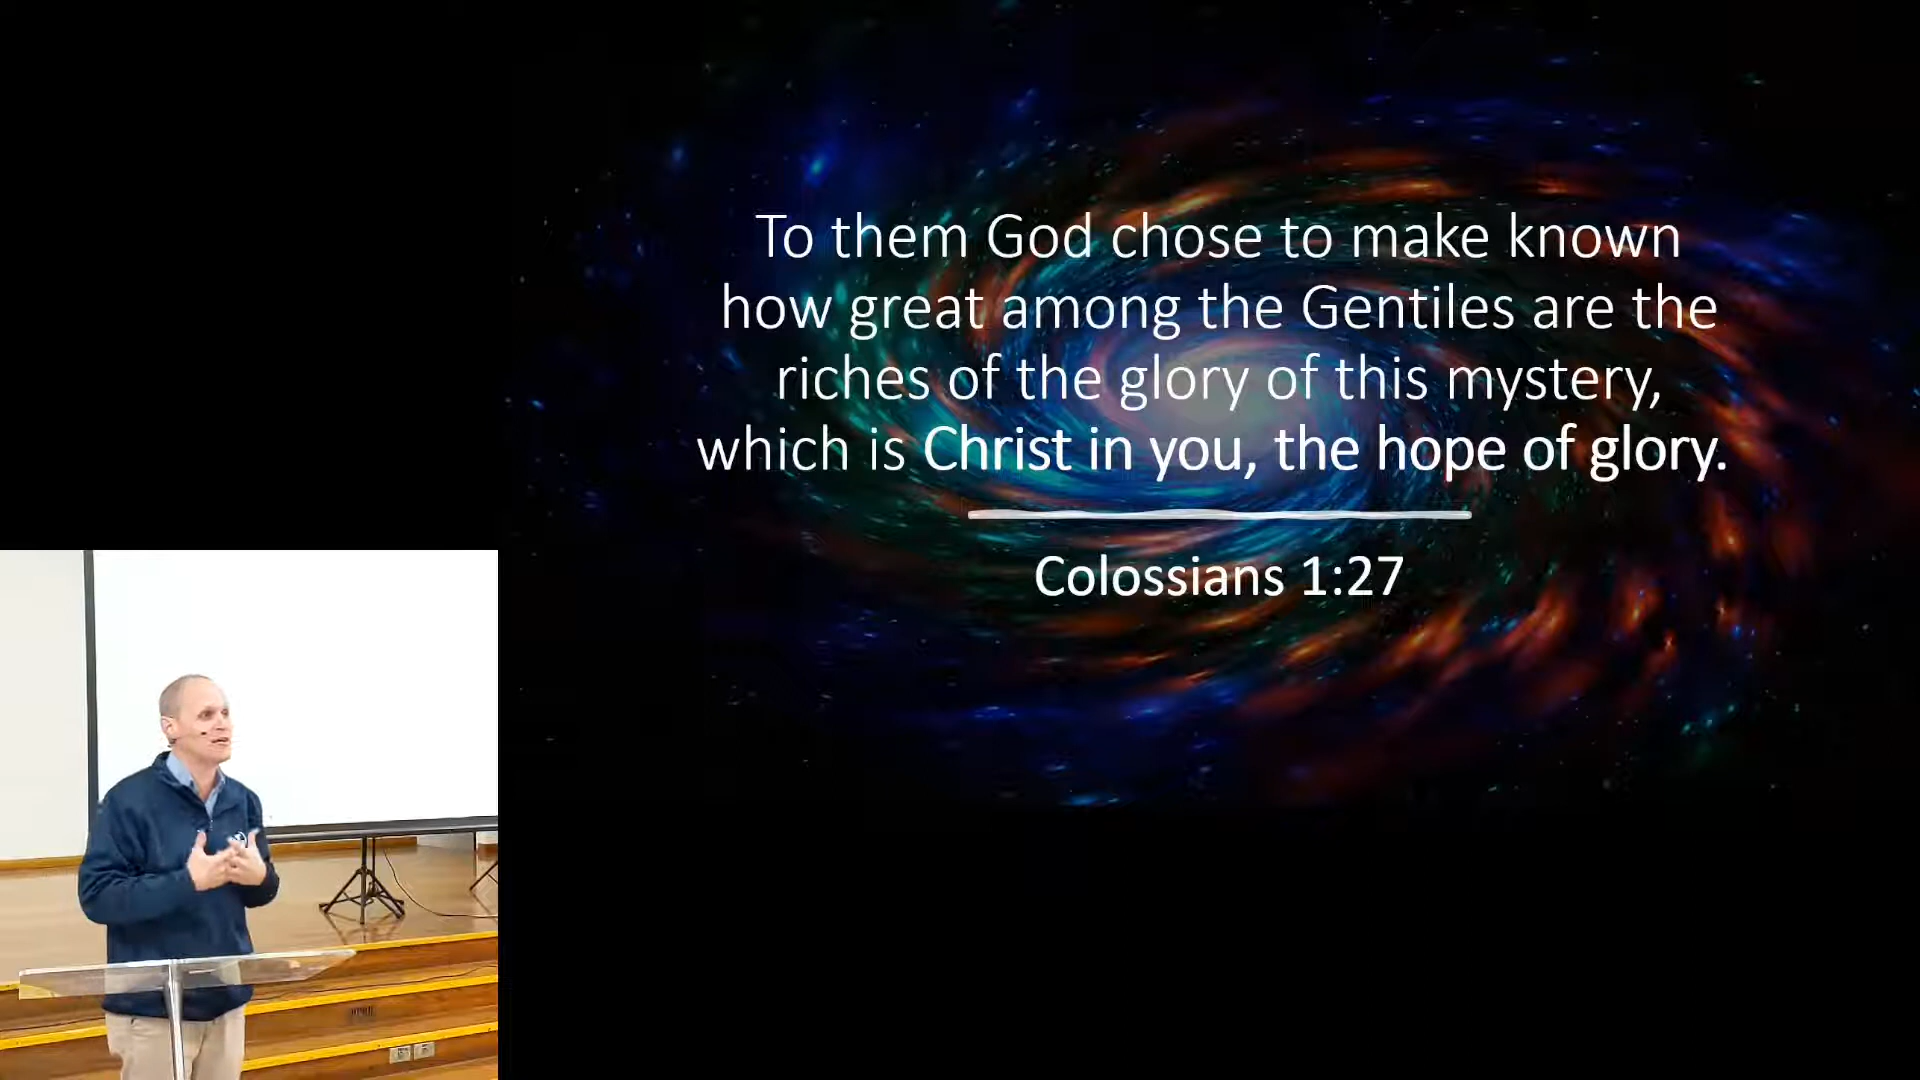 To them God chose to make known
how great among the Gentiles are the
riches of the glory of this mystery,
which is Christ in you, the hope of glory.
Colossians 1:27